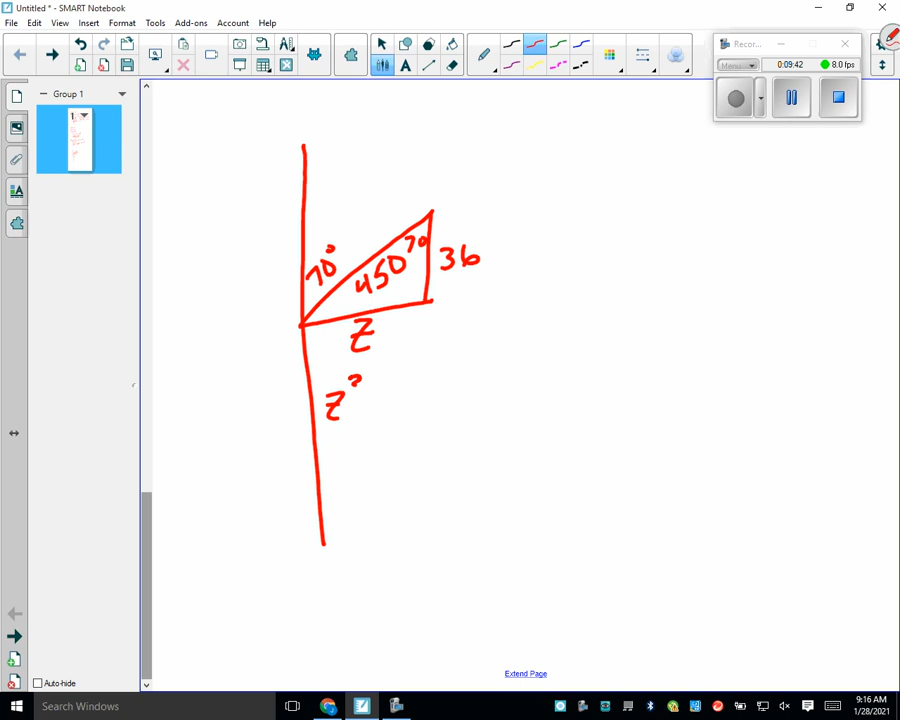 Untitled * - SMART Notebook
File Edit View Insert Format Tools Add-ons Account Help
Recor...
Menu
0:09:42
8.0 fps
Group 1
1
70°
70
450
36
Z
Z°
Extend Page
Auto-hide
Search Windows
9:16 AM
1/28/2021